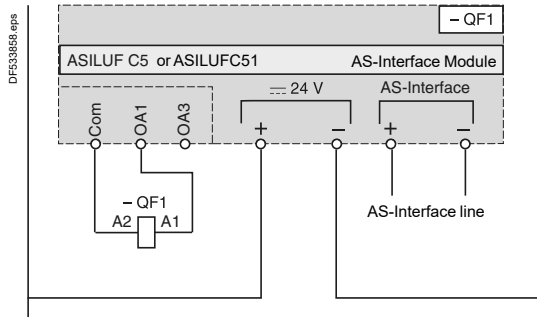 DF533858.eps
– QF1
ASILUF C5 or ASILUFC51 AS-Interface Module
24 V AS-Interface
Com OA1 OA3 + – + –
– QF1
A2 A1
AS-Interface line